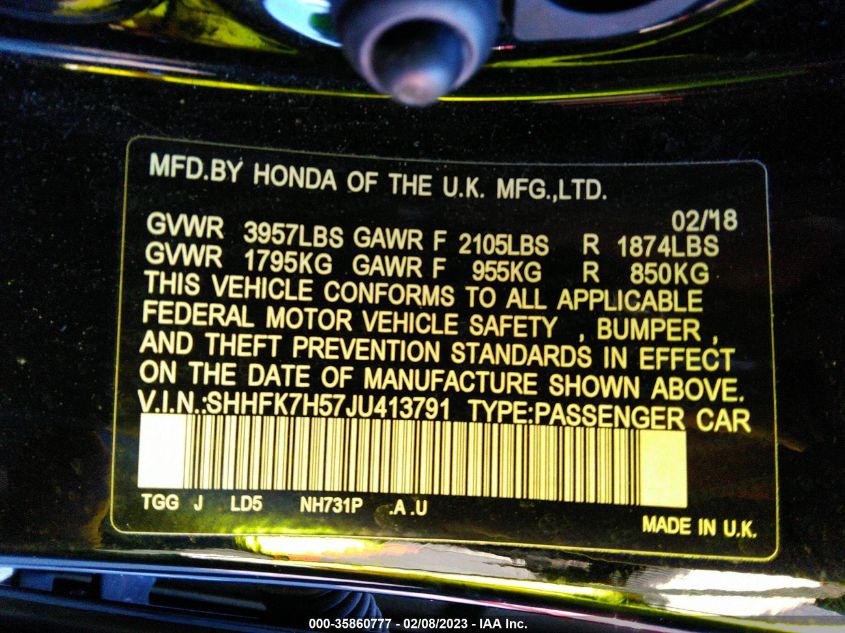 MFD.BY HONDA OF THE U.K. MFG.,LTD.
02/'18
GVWR 3957LBS GAWR F 2105LBS R 1874LBS
GVWR 1795KG GAWR F 955KG R 850KG
THIS VEHICLE CONFORMS TO ALL APPLICABLE
FEDERAL MOTOR VEHICLE SAFETY , BUMPER ,
AND THEFT PREVENTION STANDARDS IN EFFECT
ON THE DATE OF MANUFACTURE SHOWN ABOVE.
V.I.N.:SHHFK7H57JU413791 TYPE:PASSENGER CAR
TGG J LD5 NH731P .A .U
MADE IN U.K.
000-35860777 — 02/08/2023 - IAA Inc.